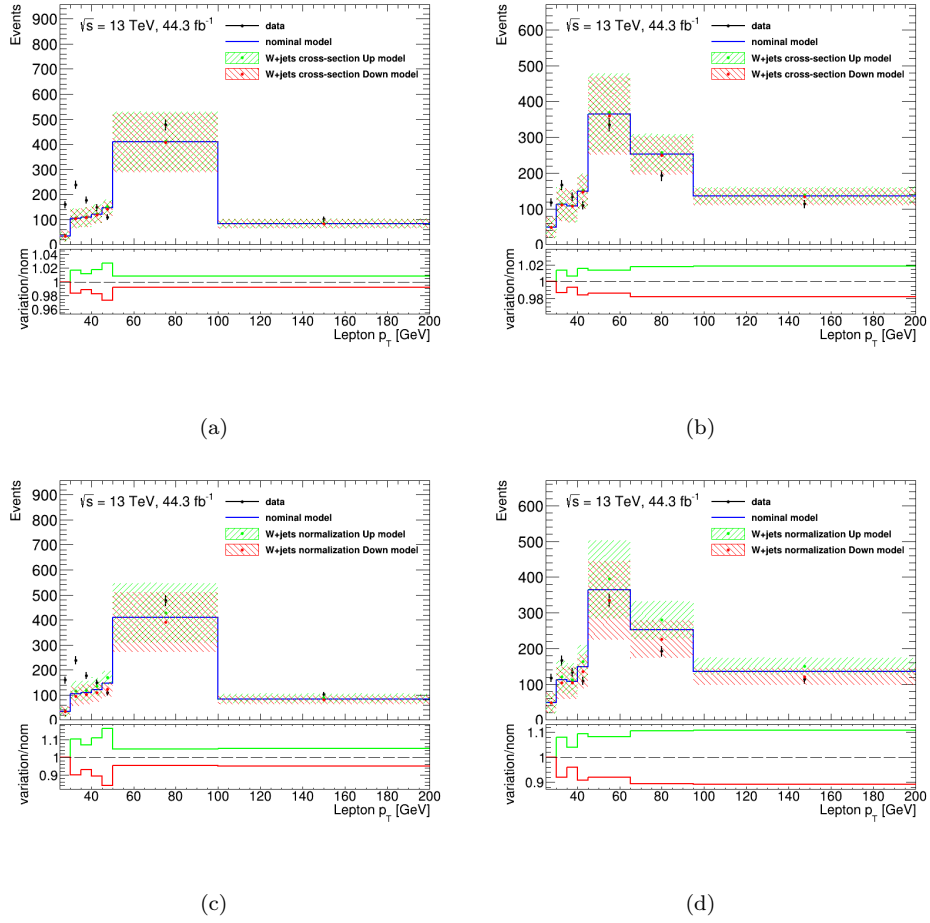 Events
900
800
700
600
500
400
300
200
100
0
√s = 13 TeV, 44.3 fb⁻¹
data
nominal model
W+jets cross-section Up model
W+jets cross-section Down model
variation/nom
1.04
1.02
1
0.98
0.96
40 60 80 100 120 140 160 180 200
Lepton p_T [GeV]
(a)
Events
600
500
400
300
200
100
0
√s = 13 TeV, 44.3 fb⁻¹
data
nominal model
W+jets cross-section Up model
W+jets cross-section Down model
variation/nom
1.02
1
0.98
40 60 80 100 120 140 160 180 200
Lepton p_T [GeV]
(b)
Events
900
800
700
600
500
400
300
200
100
0
√s = 13 TeV, 44.3 fb⁻¹
data
nominal model
W+jets normalization Up model
W+jets normalization Down model
variation/nom
1.1
1
0.9
40 60 80 100 120 140 160 180 200
Lepton p_T [GeV]
(c)
Events
600
500
400
300
200
100
0
√s = 13 TeV, 44.3 fb⁻¹
data
nominal model
W+jets normalization Up model
W+jets normalization Down model
variation/nom
1.1
1
0.9
40 60 80 100 120 140 160 180 200
Lepton p_T [GeV]
(d)